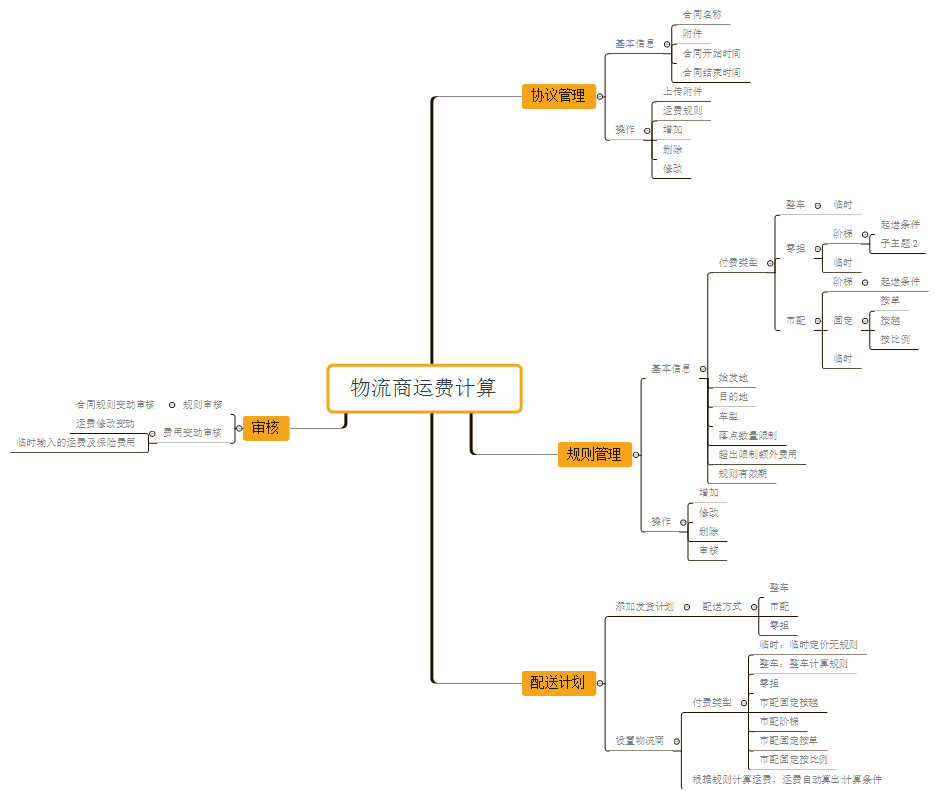 物流商运费计算
协议管理
基本信息
合同名称
附件
合同开始时间
合同结束时间
操作
上传附件
运费规则
增加
删除
修改
规则管理
基本信息
付费类型
整车
临时
零担
阶梯
起送条件
子主题 2
临时
市配
阶梯
起送条件
固定
按单
按趟
按比例
临时
始发地
目的地
车型
落点数量限制
超出限制额外费用
规则有效期
操作
增加
修改
删除
审核
配送计划
添加发货计划
配送方式
整车
市配
零担
设置物流商
付费类型
临时：临时定价无规则
整车：整车计算规则
零担
市配固定按趟
市配阶梯
市配固定按单
市配固定按比例
根据规则计算运费，运费自动算出计算条件
审核
规则审核
合同规则变动审核
费用变动审核
运费修改变动
临时输入的运费及保险费用